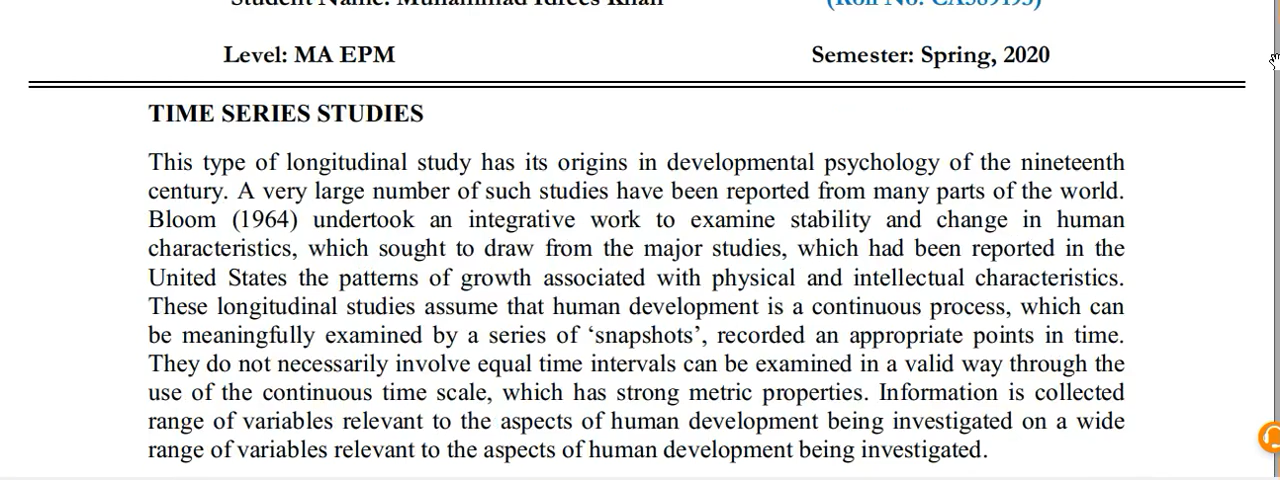 Student Name: Muhammad Idrees Khan (Roll No. CA589195)
Level: MA EPM Semester: Spring, 2020
TIME SERIES STUDIES
This type of longitudinal study has its origins in developmental psychology of the nineteenth
century. A very large number of such studies have been reported from many parts of the world.
Bloom (1964) undertook an integrative work to examine stability and change in human
characteristics, which sought to draw from the major studies, which had been reported in the
United States the patterns of growth associated with physical and intellectual characteristics.
These longitudinal studies assume that human development is a continuous process, which can
be meaningfully examined by a series of ‘snapshots’, recorded an appropriate points in time.
They do not necessarily involve equal time intervals can be examined in a valid way through the
use of the continuous time scale, which has strong metric properties. Information is collected
range of variables relevant to the aspects of human development being investigated on a wide
range of variables relevant to the aspects of human development being investigated.